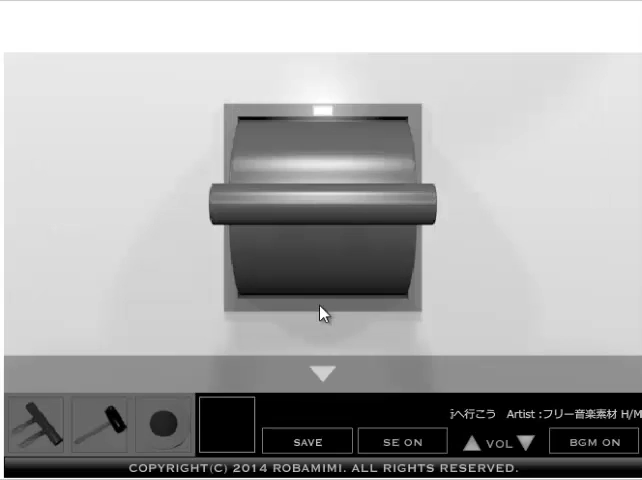 へ行こう Artist :フリー音楽素材 H/M
SAVE SE ON VOL BGM ON
COPYRIGHT(C) 2014 ROBAMIMI. ALL RIGHTS RESERVED.